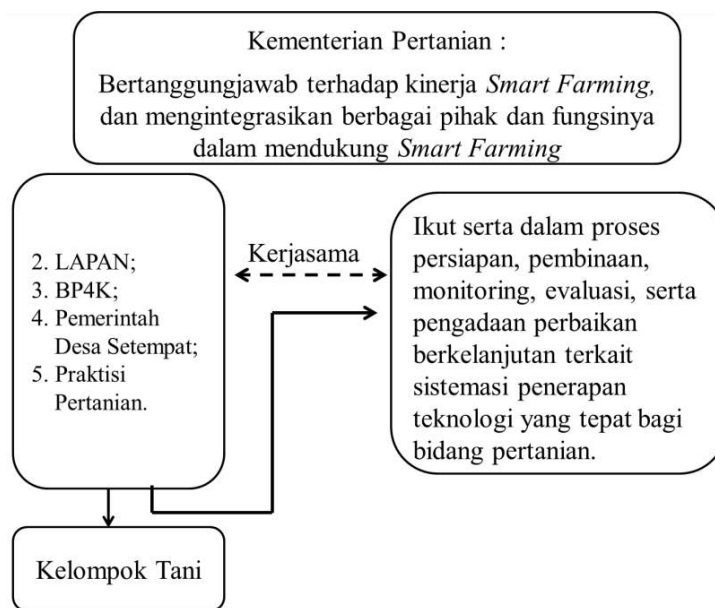 Kementerian Pertanian :
Bertanggungjawab terhadap kinerja Smart Farming,
dan mengintegrasikan berbagai pihak dan fungsinya
dalam mendukung Smart Farming
2. LAPAN;
3. BP4K;
4. Pemerintah
Desa Setempat;
5. Praktisi
Pertanian.
Kerjasama
Ikut serta dalam proses
persiapan, pembinaan,
monitoring, evaluasi, serta
pengadaan perbaikan
berkelanjutan terkait
sistemasi penerapan
teknologi yang tepat bagi
bidang pertanian.
Kelompok Tani